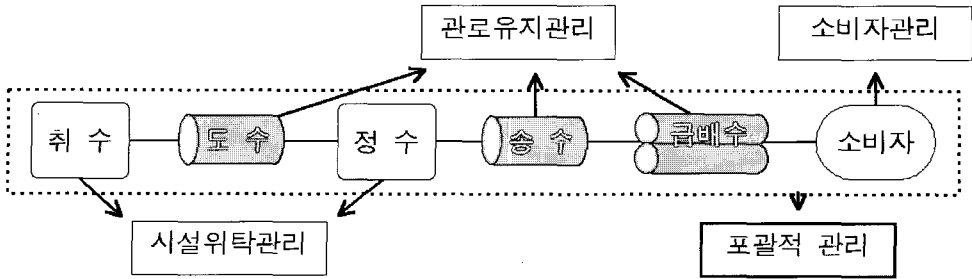 관로유지관리
소비자관리
취 수
도 수
정 수
송 수
급배수
소비자
시설위탁관리
포괄적 관리